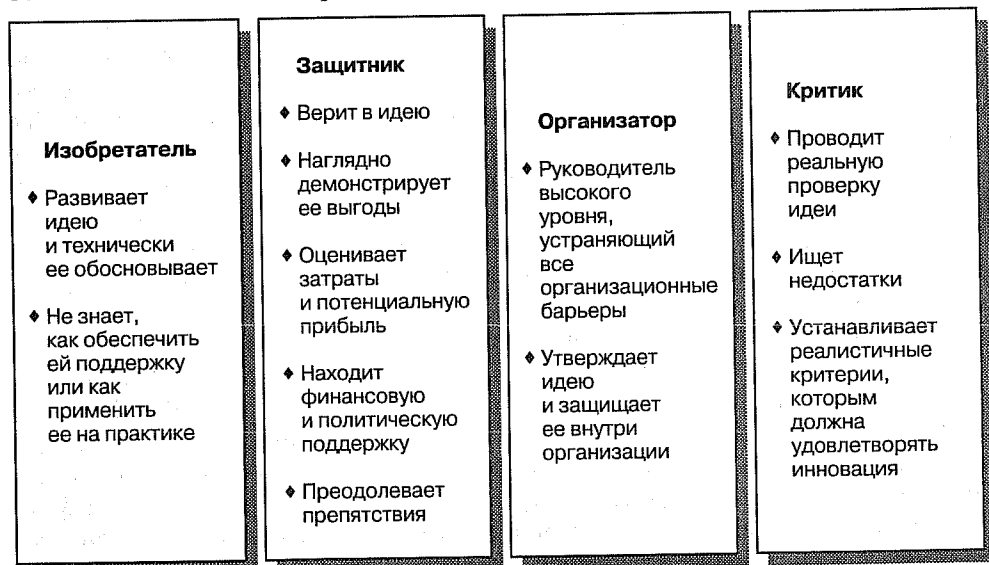 Изобретатель
♦ Развивает
идею
и технически
ее обосновывает
♦ Не знает,
как обеспечить
ей поддержку
или как
применить
ее на практике
Защитник
♦ Верит в идею
♦ Наглядно
демонстрирует
ее выгоды
♦ Оценивает
затраты
и потенциальную
прибыль
♦ Находит
финансовую
и политическую
поддержку
♦ Преодолевает
препятствия
Организатор
♦ Руководитель
высокого
уровня,
устраняющий
все
организационные
барьеры
♦ Утверждает
идею
и защищает
ее внутри
организации
Критик
♦ Проводит
реальную
проверку
идеи
♦ Ищет
недостатки
♦ Устанавливает
реалистичные
критерии,
которым
должна
удовлетворять
инновация